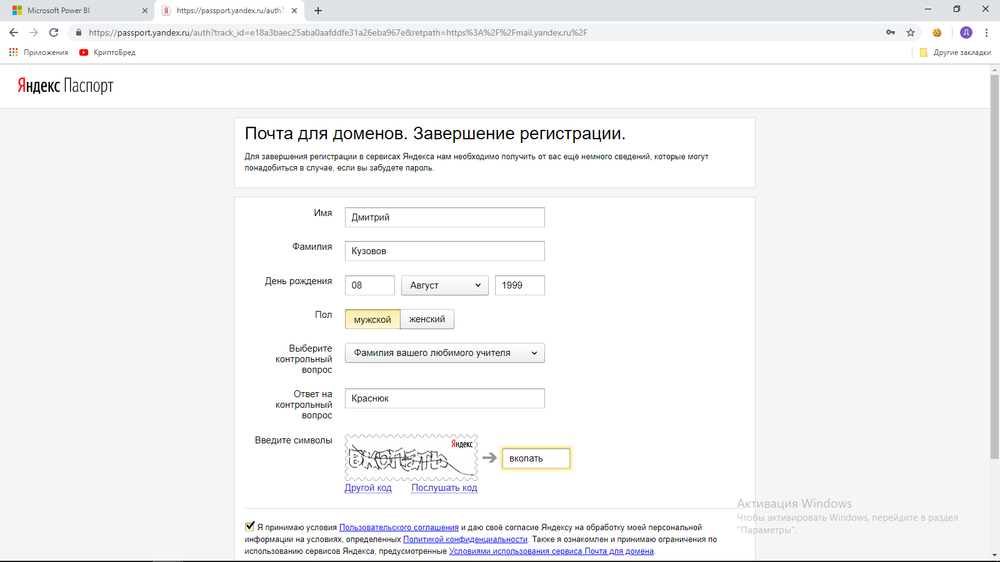 Microsoft Power BI
https://passport.yandex.ru/auth?
https://passport.yandex.ru/auth?track_id=e18a3baec25aba0aafddfe31a26eba967e&retpath=https%3A%2F%2Fmail.yandex.ru%2F
Д
Приложения
КриптоБред
Другие закладки
Яндекс Паспорт
Почта для доменов. Завершение регистрации.
Для завершения регистрации в сервисах Яндекса нам необходимо получить от вас ещё немного сведений, которые могут
понадобиться в случае, если вы забудете пароль.
Имя
Дмитрий
Фамилия
Кузовов
День рождения
08
Август
1999
Пол
мужской
женский
Выберите
контрольный
вопрос
Фамилия вашего любимого учителя
Ответ на
контрольный
вопрос
Краснюк
Введите символы
Яндекс
вкопать
вкопать
Другой код
Послушать код
Активация Windows
Чтобы активировать Windows, перейдите в раздел
"Параметры".
Я принимаю условия Пользовательского соглашения и даю своё согласие Яндексу на обработку моей персональной
информации на условиях, определенных Политикой конфиденциальности. Также я ознакомлен и принимаю ограничения по
использованию сервисов Яндекса, предусмотренные Условиями использования сервиса Почта для домена.